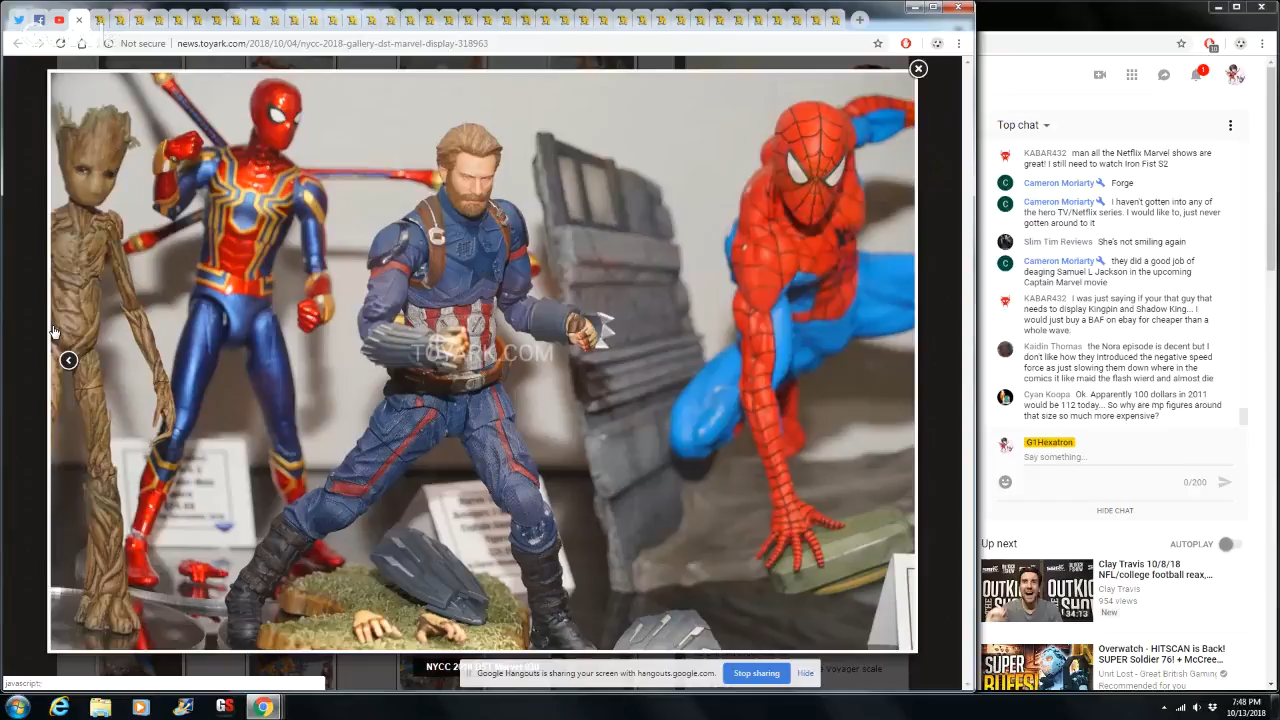 Not secure
news.toyark.com/2018/10/04/nycc-2018-gallery-dst-marvel-display-318963
TOYARK.COM
NYCC 2018 DST Marvel
Voyager scale
Google Hangouts is sharing your screen with hangouts.google.com.
Stop sharing
Hide
javascript:
1
Top chat
KABAR432 man all the Netflix Marvel shows are
great! I still need to watch Iron Fist S2
Cameron Moriarty Forge
Cameron Moriarty I haven't gotten into any of
the hero TV/Netflix series. I would like to, just never
gotten around to it
Slim Tim Reviews She's not smiling again
Cameron Moriarty they did a good job of
deaging Samuel L Jackson in the upcoming
Captain Marvel movie
KABAR432 I was just saying if your that guy that
needs to display Kingpin and Shadow King... I
would just buy a BAF on ebay for cheaper than a
whole wave.
Kaidin Thomas the Nora episode is decent but I
don't like how they introduced the negative speed
force as just slowing them down where in the
comics it like maid the flash wierd and almost die
Cyan Koopa Ok. Apparently 100 dollars in 2011
would be 112 today... So why are mp figures around
that size so much more expensive?
G1Hexatron
Say something...
0/200
HIDE CHAT
Up next
AUTOPLAY
OUTKI
THE SHO
34:13
Clay Travis 10/8/18
NFL/college football reax,...
Clay Travis
954 views
New
SUPER
BUFFS!
Overwatch - HITSCAN is Back!
SUPER Soldier 76! + McCree...
Unit Lost - Great British Gaming
Recommended for you
7:48 PM
10/13/2018